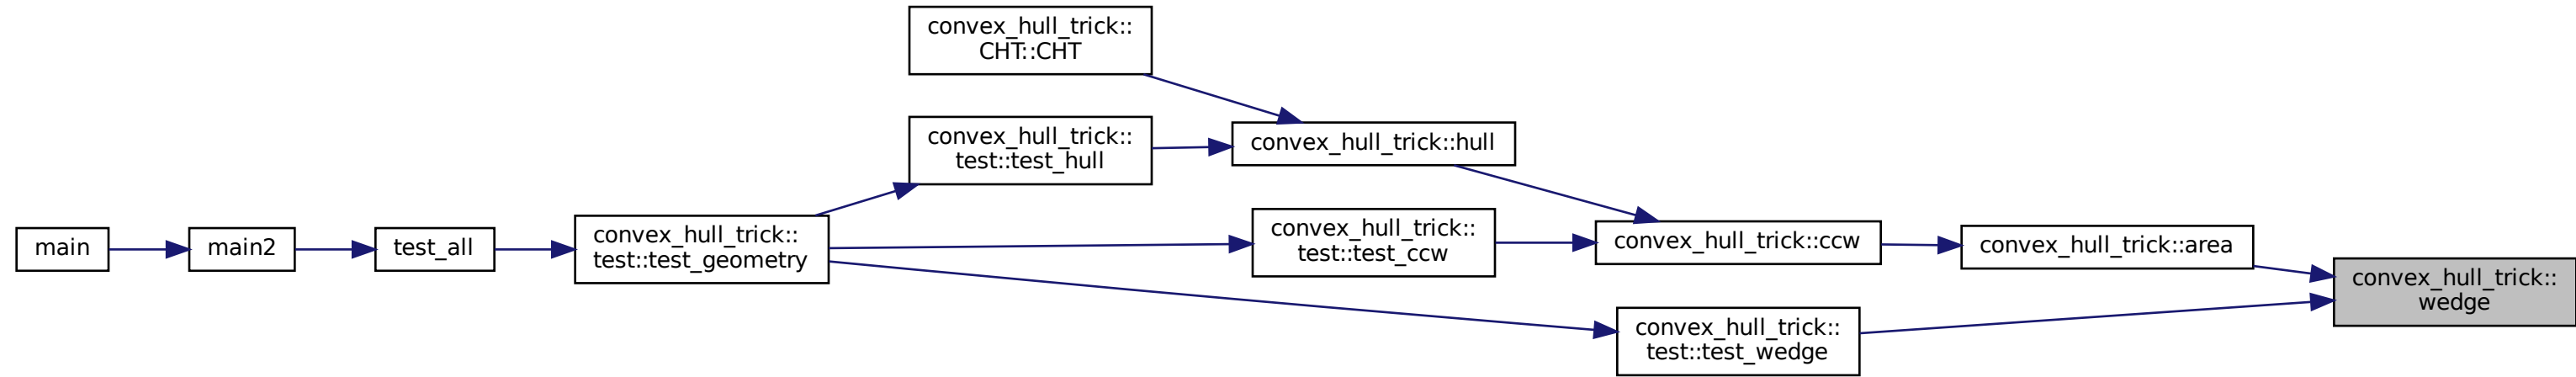 convex_hull_trick::
CHT::CHT
convex_hull_trick::
test::test_hull
convex_hull_trick::hull
main
main2
test_all
convex_hull_trick::
test::test_geometry
convex_hull_trick::
test::test_ccw
convex_hull_trick::ccw
convex_hull_trick::area
convex_hull_trick::
wedge
convex_hull_trick::
test::test_wedge